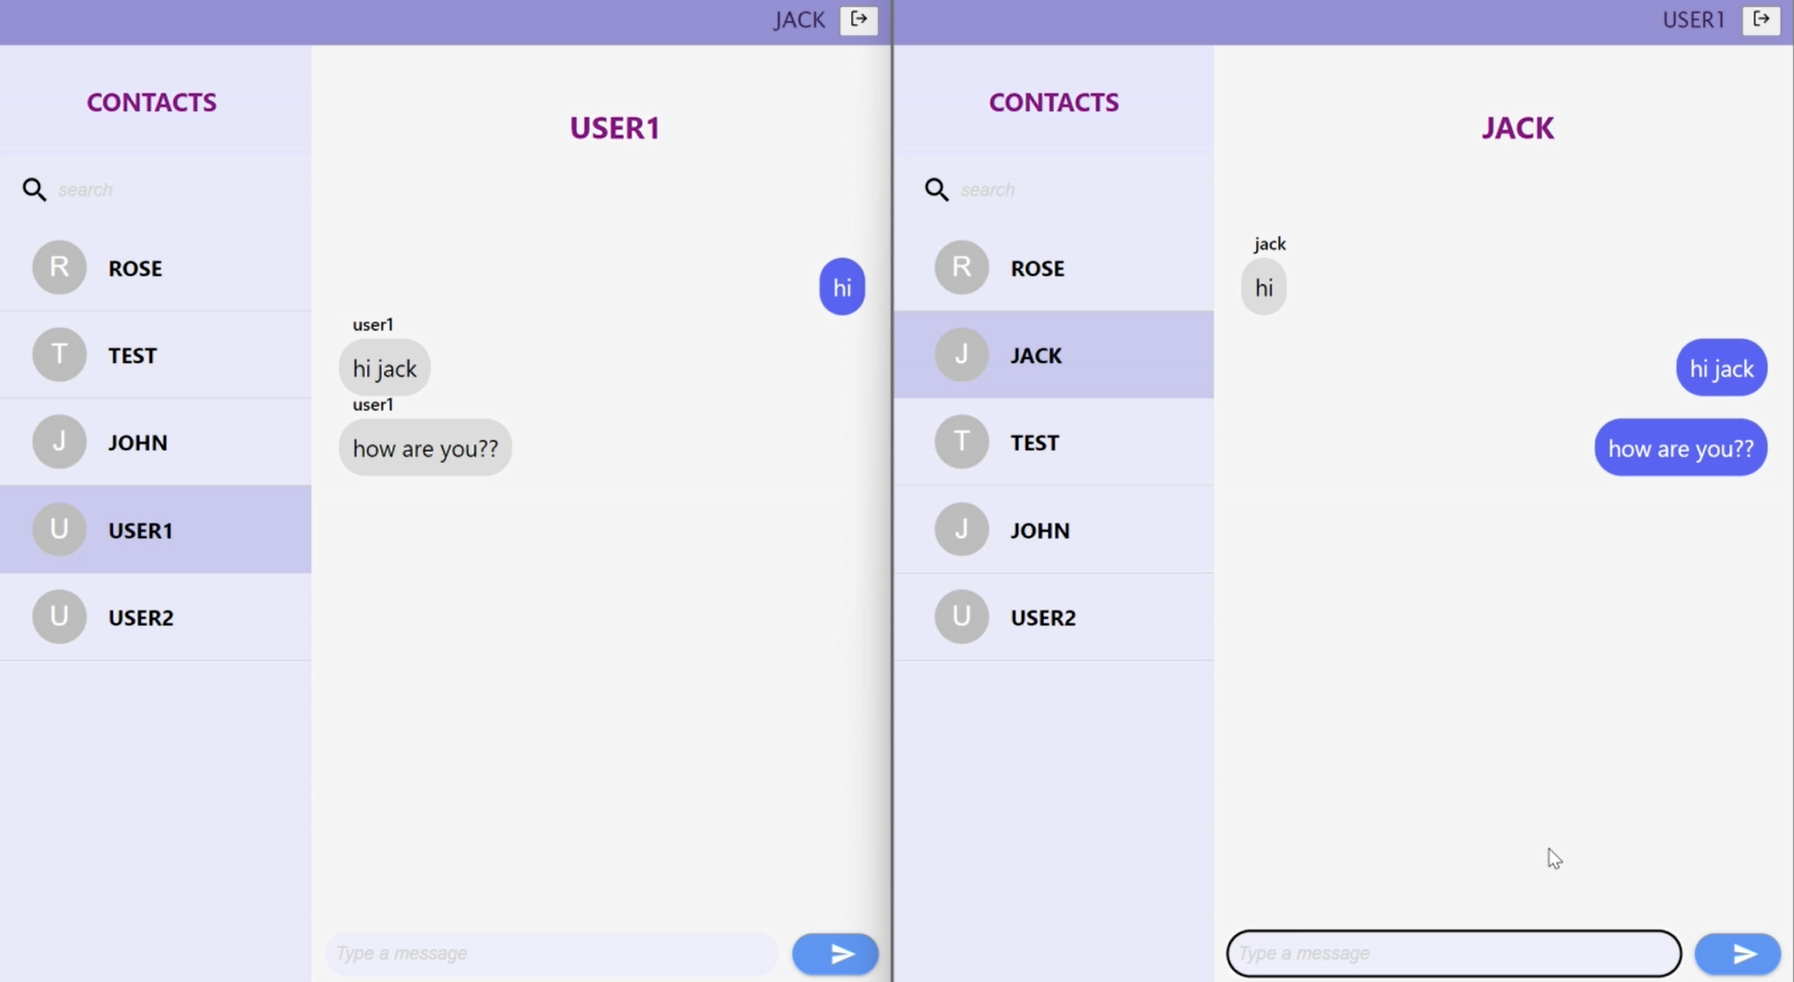 JACK
CONTACTS
USER1
search
R ROSE
T TEST
J JOHN
U USER1
U USER2
hi
user1
hi jack
user1
how are you??
Type a message
USER1
CONTACTS
JACK
search
R ROSE
J JACK
T TEST
J JOHN
U USER2
jack
hi
hi jack
how are you??
Type a message